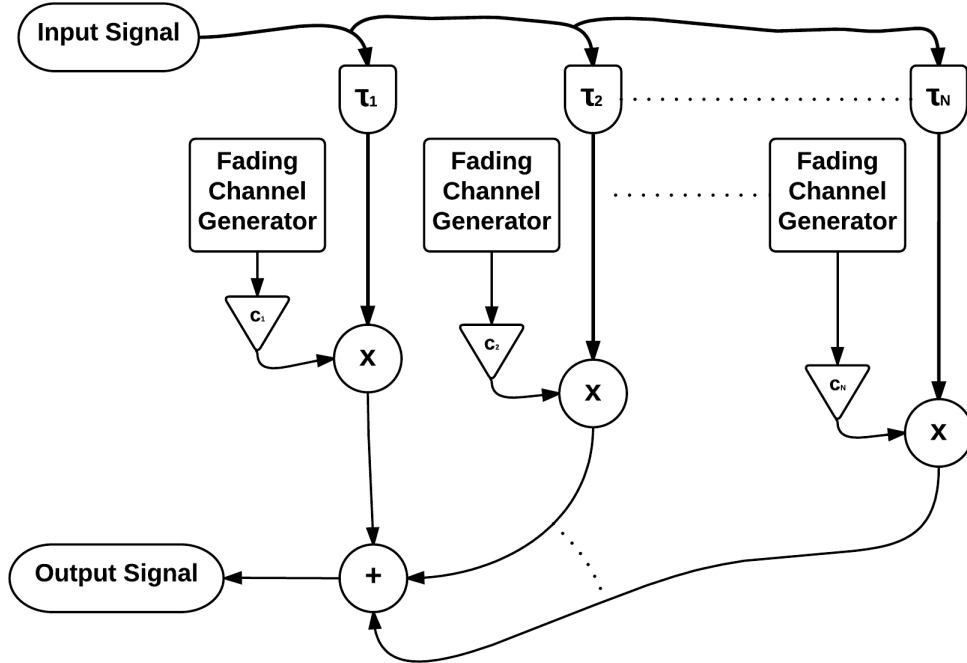 Input Signal
τ₁
τ₂
τN
Fading
Channel
Generator
Fading
Channel
Generator
Fading
Channel
Generator
c₁
c₂
cN
x
x
x
Output Signal
+